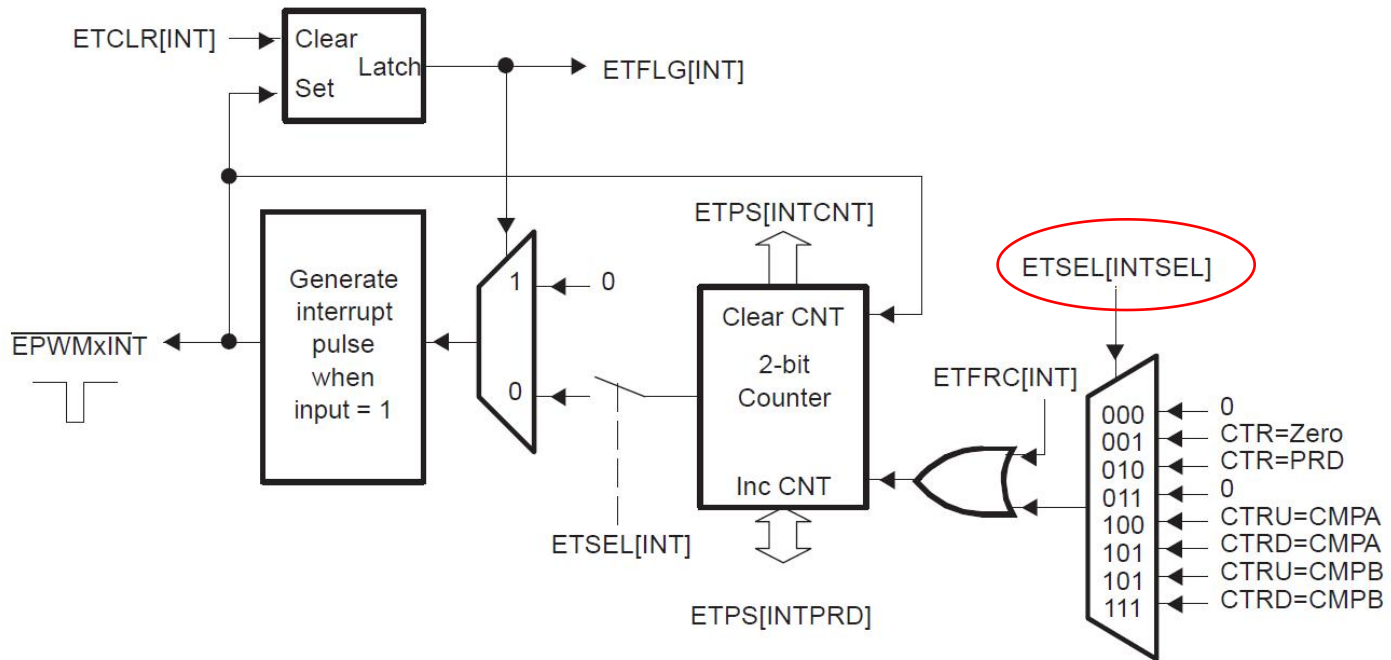 ETCLR[INT]
Clear
Latch
Set
ETFLG[INT]
ETPS[INTCNT]
ETSEL[INTSEL]
Generate
interrupt
pulse
when
input = 1
EPWMxINT
1
0
0
Clear CNT
2-bit
Counter
Inc CNT
ETFRC[INT]
ETSEL[INT]
ETPS[INTPRD]
000
001
010
011
100
101
101
111
0
CTR=Zero
CTR=PRD
0
CTRU=CMPA
CTRD=CMPA
CTRU=CMPB
CTRD=CMPB